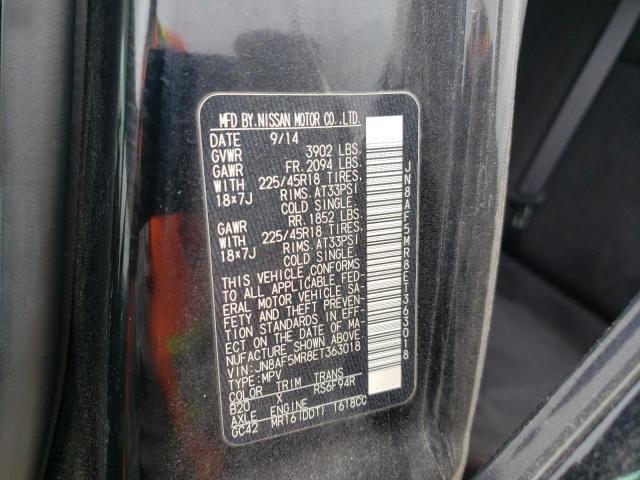 MFD BY.NISSAN MOTOR CO.,LTD.
DATE 9/14
GVWR 3902 LBS.
GAWR FR. 2094 LBS.
WITH 225/45R18 TIRES.
18×7J RIMS. AT33PSI
COLD SINGLE.
GAWR RR. 1852 LBS.
WITH 225/45R18 TIRES.
18×7J RIMS. AT33PSI
COLD SINGLE.
THIS VEHICLE CONFORMS
TO ALL APPLICABLE FED-
ERAL MOTOR VEHICLE SA-
FETY AND THEFT PREVEN-
TION STANDARDS IN EFF-
ECT ON THE DATE OF MA-
NUFACTURE SHOWN ABOVE.
VIN: JN8AF5MR8ET363018
TYPE:MPV
COLOR TRIM TRANS
B20 X RS6F94R
AXLE ENGINE
GC42 MR16(DDT) 1618CC
JN8AF5MR8ET363018